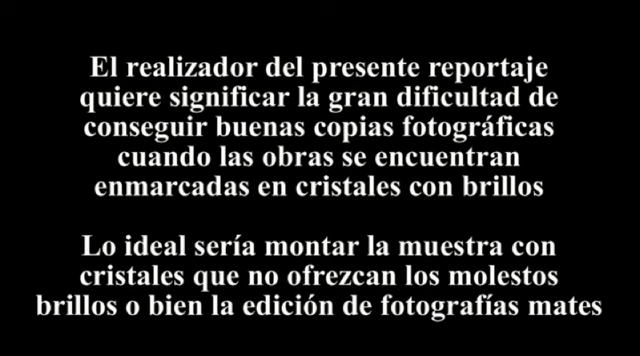 El realizador del presente reportaje
quiere significar la gran dificultad de
conseguir buenas copias fotográficas
cuando las obras se encuentran
enmarcadas en cristales con brillos
Lo ideal sería montar la muestra con
cristales que no ofrezcan los molestos
brillos o bien la edición de fotografías mates